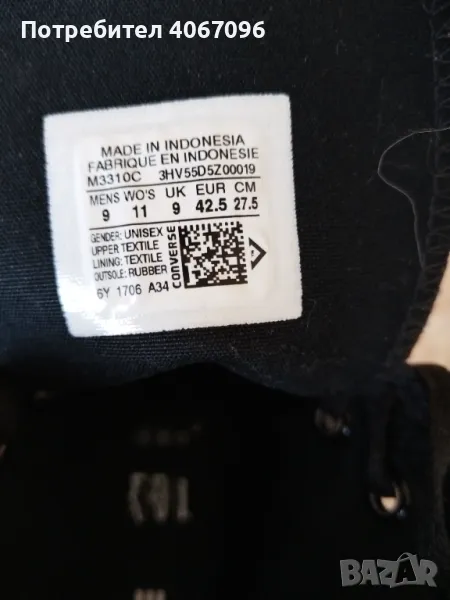 Потребител 4067096
MADE IN INDONESIA
FABRIQUE EN INDONESIE
M3310C 3HV55D5Z00019
MENS WO'S UK EUR CM
9 11 9 42.5 27.5
GENDER: UNISEX
UPPER TEXTILE
LINING: TEXTILE
OUTSOLE: RUBBER
CONVERSE
6Y 1706 A34
BAZAR